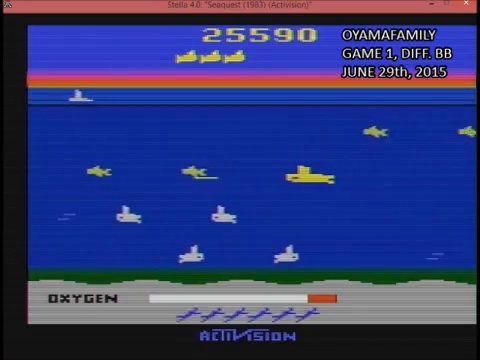 Stella 4.0: "Seaquest (1983) (Activision)"
25590
OYAMAFAMILY
GAME 1, DIFF. BB
JUNE 29th, 2015
OXYGEN
ACTIVISION